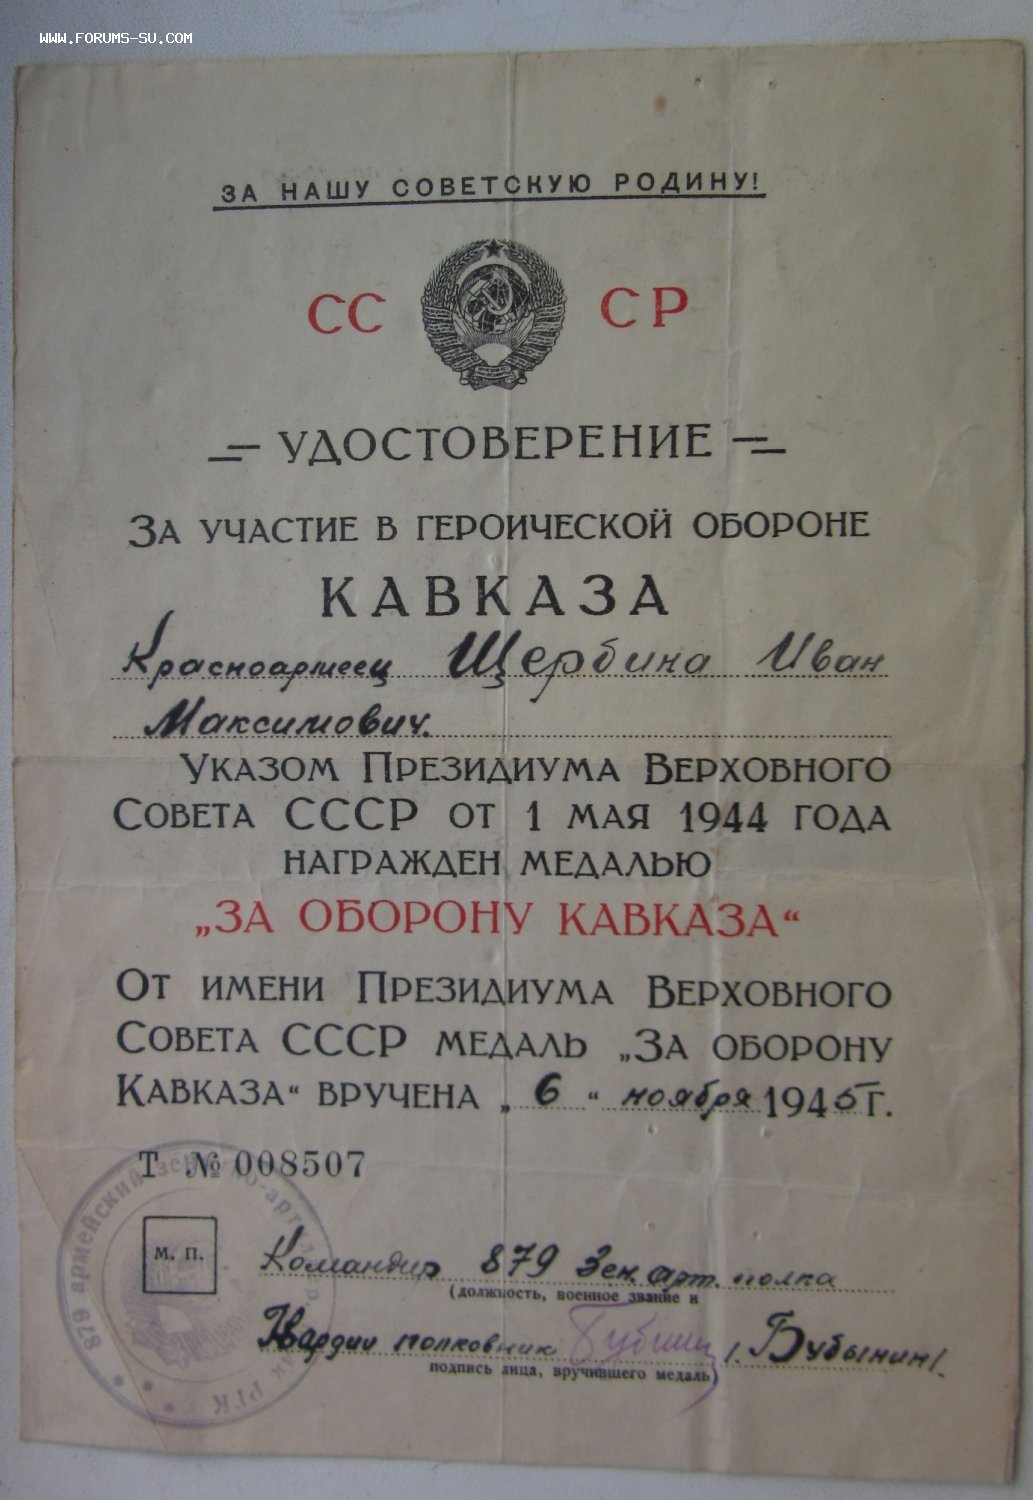 WWW.FORUMS-SU.COM
ЗА НАШУ СОВЕТСКУЮ РОДИНУ!
СС СР
УДОСТОВЕРЕНИЕ
ЗА УЧАСТИЕ В ГЕРОИЧЕСКОЙ ОБОРОНЕ
КАВКАЗА
Красноармеец Щербина Иван
Максимович.
УКАЗОМ ПРЕЗИДИУМА ВЕРХОВНОГО
СОВЕТА СССР ОТ 1 МАЯ 1944 ГОДА
НАГРАЖДЕН МЕДАЛЬЮ
„ЗА ОБОРОНУ КАВКАЗА“
ОТ ИМЕНИ ПРЕЗИДИУМА ВЕРХОВНОГО
СОВЕТА СССР МЕДАЛЬ „ЗА ОБОРОНУ
КАВКАЗА“ ВРУЧЕНА „ 6 “ ноября 1945 Г.
Т № 008507
879 армейский РГК
М. П.
Командир 879 Зен. арт. полка
(должность, военное звание и
Гвардии полковник /. Бубынин/.
подпись лица, вручившего медаль)